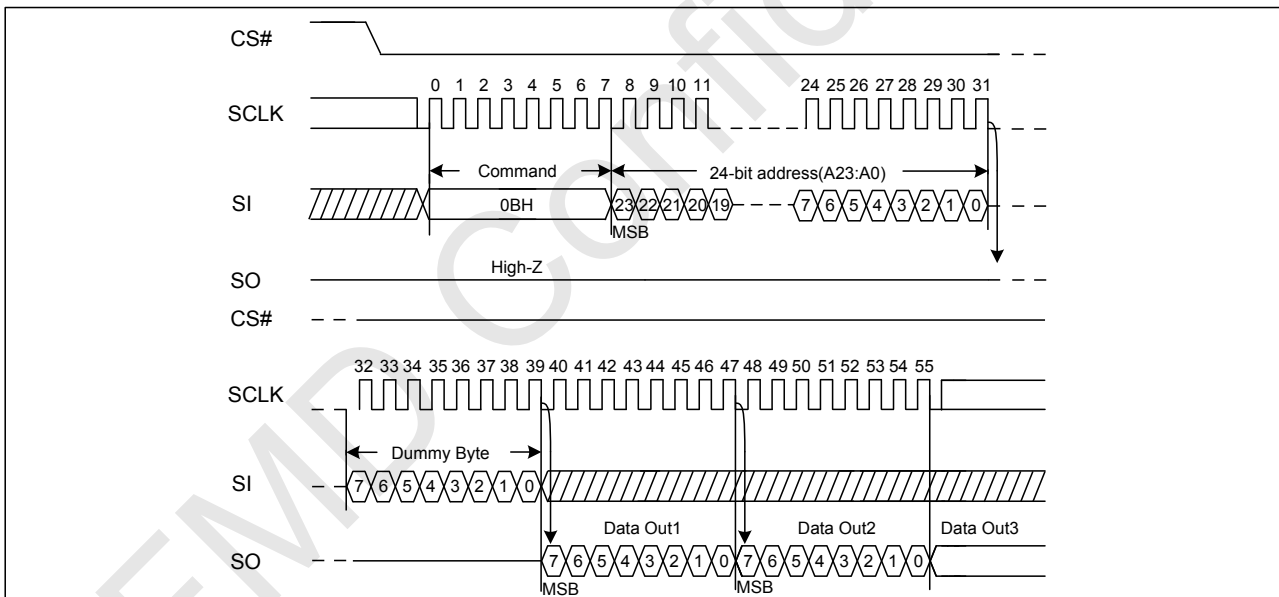 CS#
0 1 2 3 4 5 6 7 8 9 10 11 24 25 26 27 28 29 30 31
SCLK
Command 24-bit address(A23:A0)
SI 0BH 23 22 21 20 19 7 6 5 4 3 2 1 0
MSB
High-Z
SO
CS#
32 33 34 35 36 37 38 39 40 41 42 43 44 45 46 47 48 49 50 51 52 53 54 55
SCLK
Dummy Byte
SI 7 6 5 4 3 2 1 0
Data Out1 Data Out2 Data Out3
SO 7 6 5 4 3 2 1 0 7 6 5 4 3 2 1 0
MSB MSB